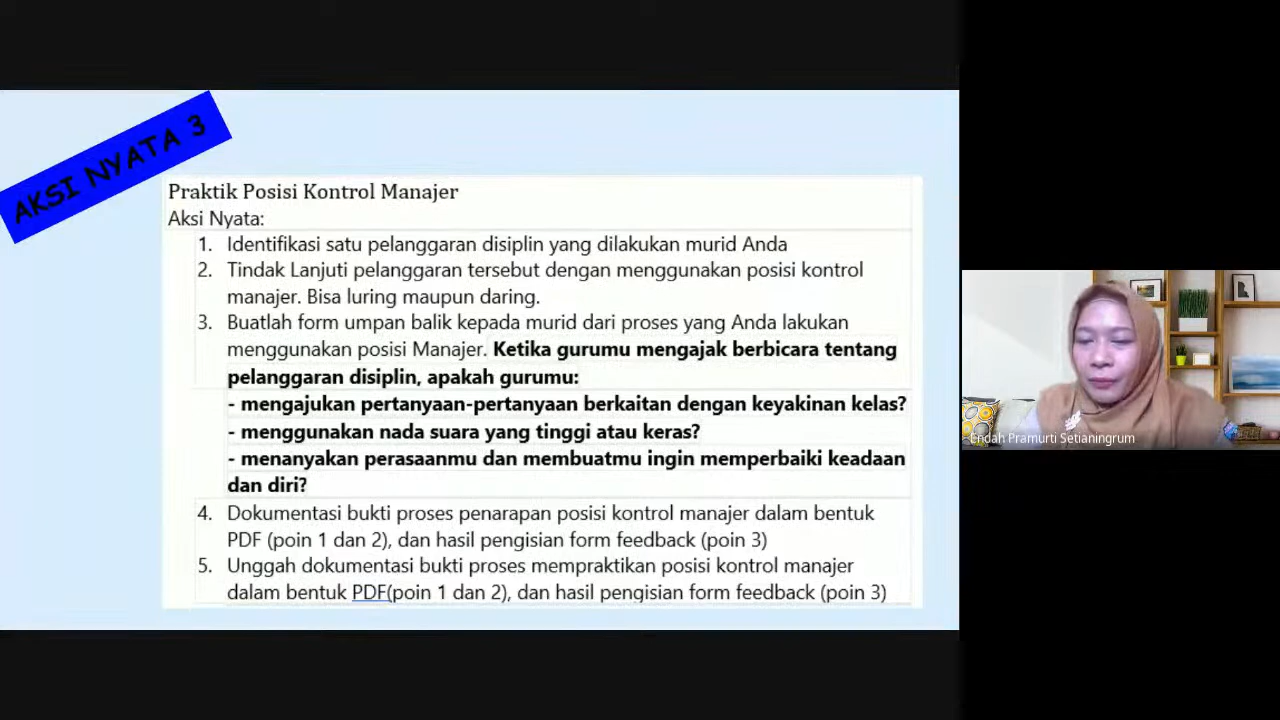 AKSI NYATA 3
Praktik Posisi Kontrol Manajer
Aksi Nyata:
1. Identifikasi satu pelanggaran disiplin yang dilakukan murid Anda
2. Tindak Lanjuti pelanggaran tersebut dengan menggunakan posisi kontrol
manajer. Bisa luring maupun daring.
3. Buatlah form umpan balik kepada murid dari proses yang Anda lakukan
menggunakan posisi Manajer. Ketika gurumu mengajak berbicara tentang
pelanggaran disiplin, apakah gurumu:
- mengajukan pertanyaan-pertanyaan berkaitan dengan keyakinan kelas?
- menggunakan nada suara yang tinggi atau keras?
- menanyakan perasaanmu dan membuatmu ingin memperbaiki keadaan
dan diri?
4. Dokumentasi bukti proses penarapan posisi kontrol manajer dalam bentuk
PDF (poin 1 dan 2), dan hasil pengisian form feedback (poin 3)
5. Unggah dokumentasi bukti proses mempraktikan posisi kontrol manajer
dalam bentuk PDF(poin 1 dan 2), dan hasil pengisian form feedback (poin 3)
Endah Pramurti Setianingrum